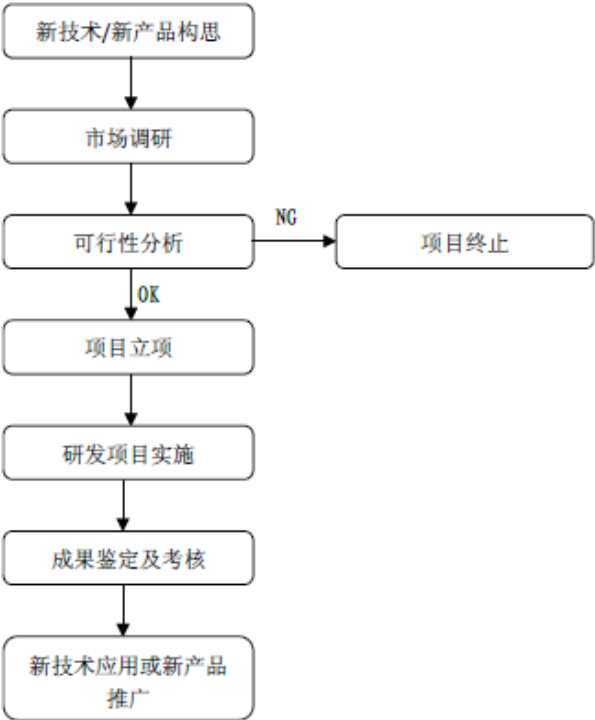 新技术/新产品构思
市场调研
可行性分析
NG
项目终止
OK
项目立项
研发项目实施
成果鉴定及考核
新技术应用或新产品
推广